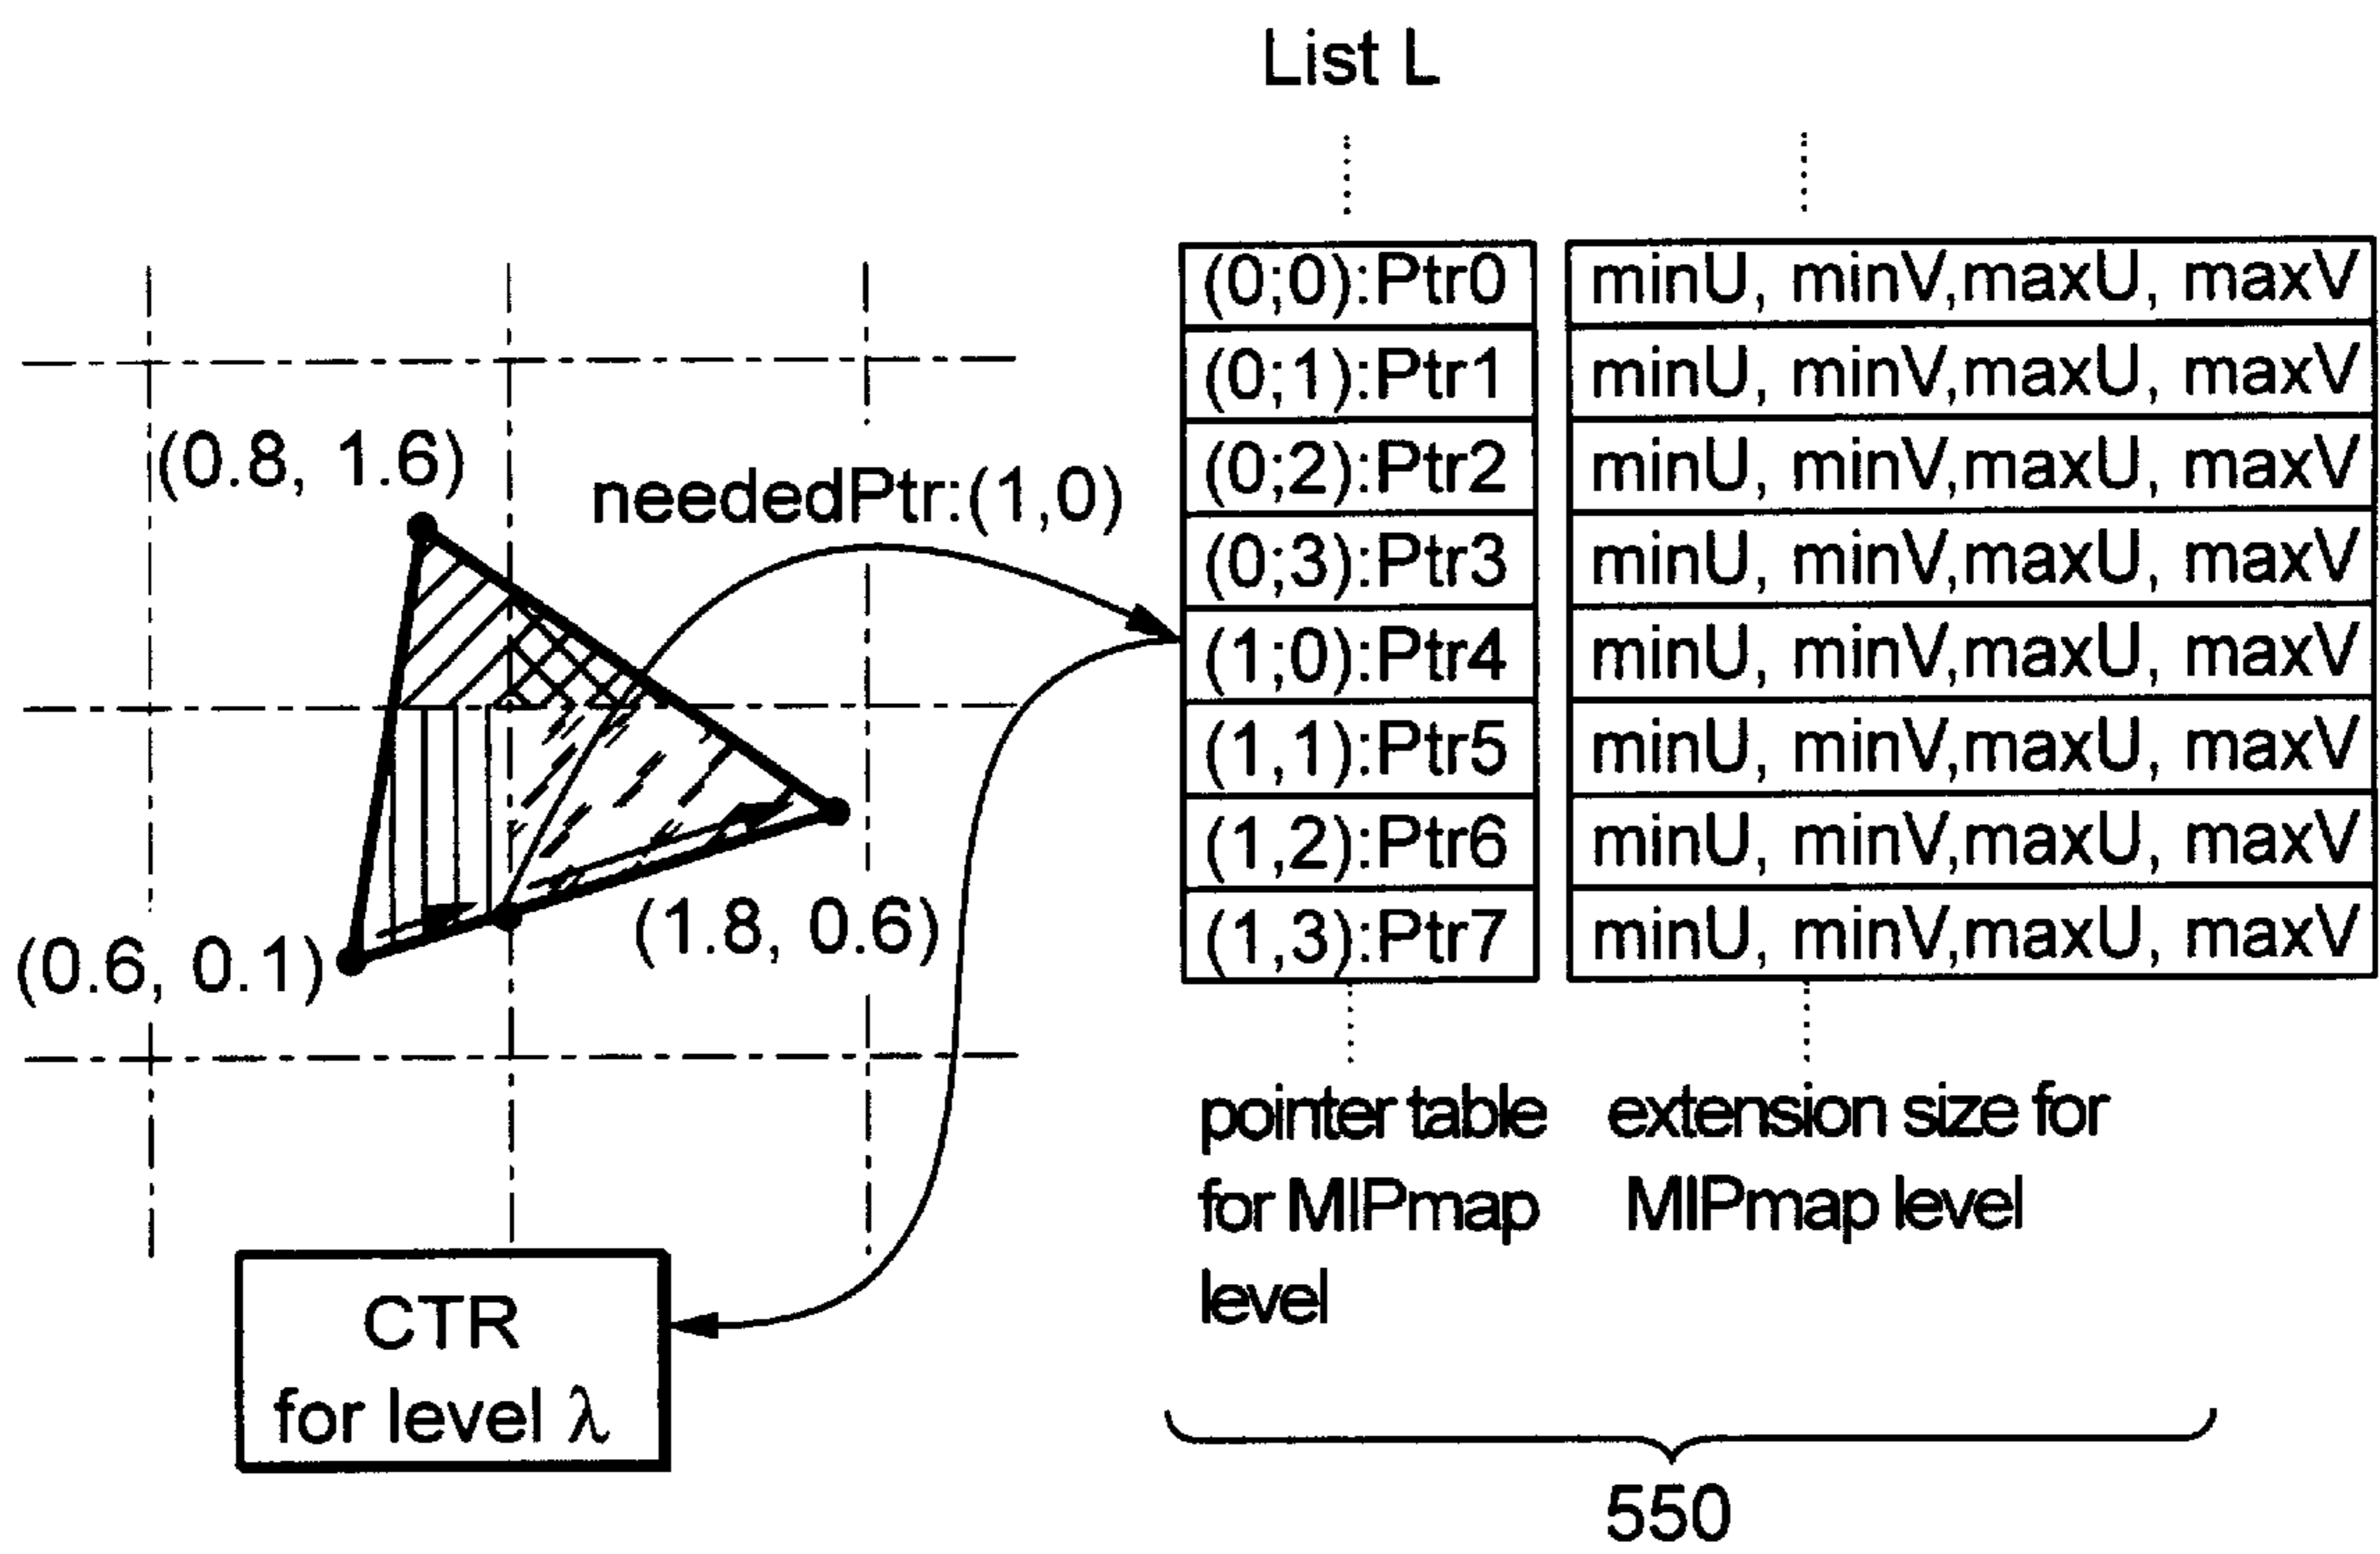 List L
(0.8, 1.6)
neededPtr:(1,0)
(0.6, 0.1)
(1.8, 0.6)
(0;0):Ptr0 minU, minV,maxU, maxV
(0;1):Ptr1 minU, minV,maxU, maxV
(0;2):Ptr2 minU, minV,maxU, maxV
(0;3):Ptr3 minU, minV,maxU, maxV
(1;0):Ptr4 minU, minV,maxU, maxV
(1,1):Ptr5 minU, minV,maxU, maxV
(1,2):Ptr6 minU, minV,maxU, maxV
(1,3):Ptr7 minU, minV,maxU, maxV
pointer table
for MIPmap
level
extension size for
MIPmap level
CTR
for level λ
550